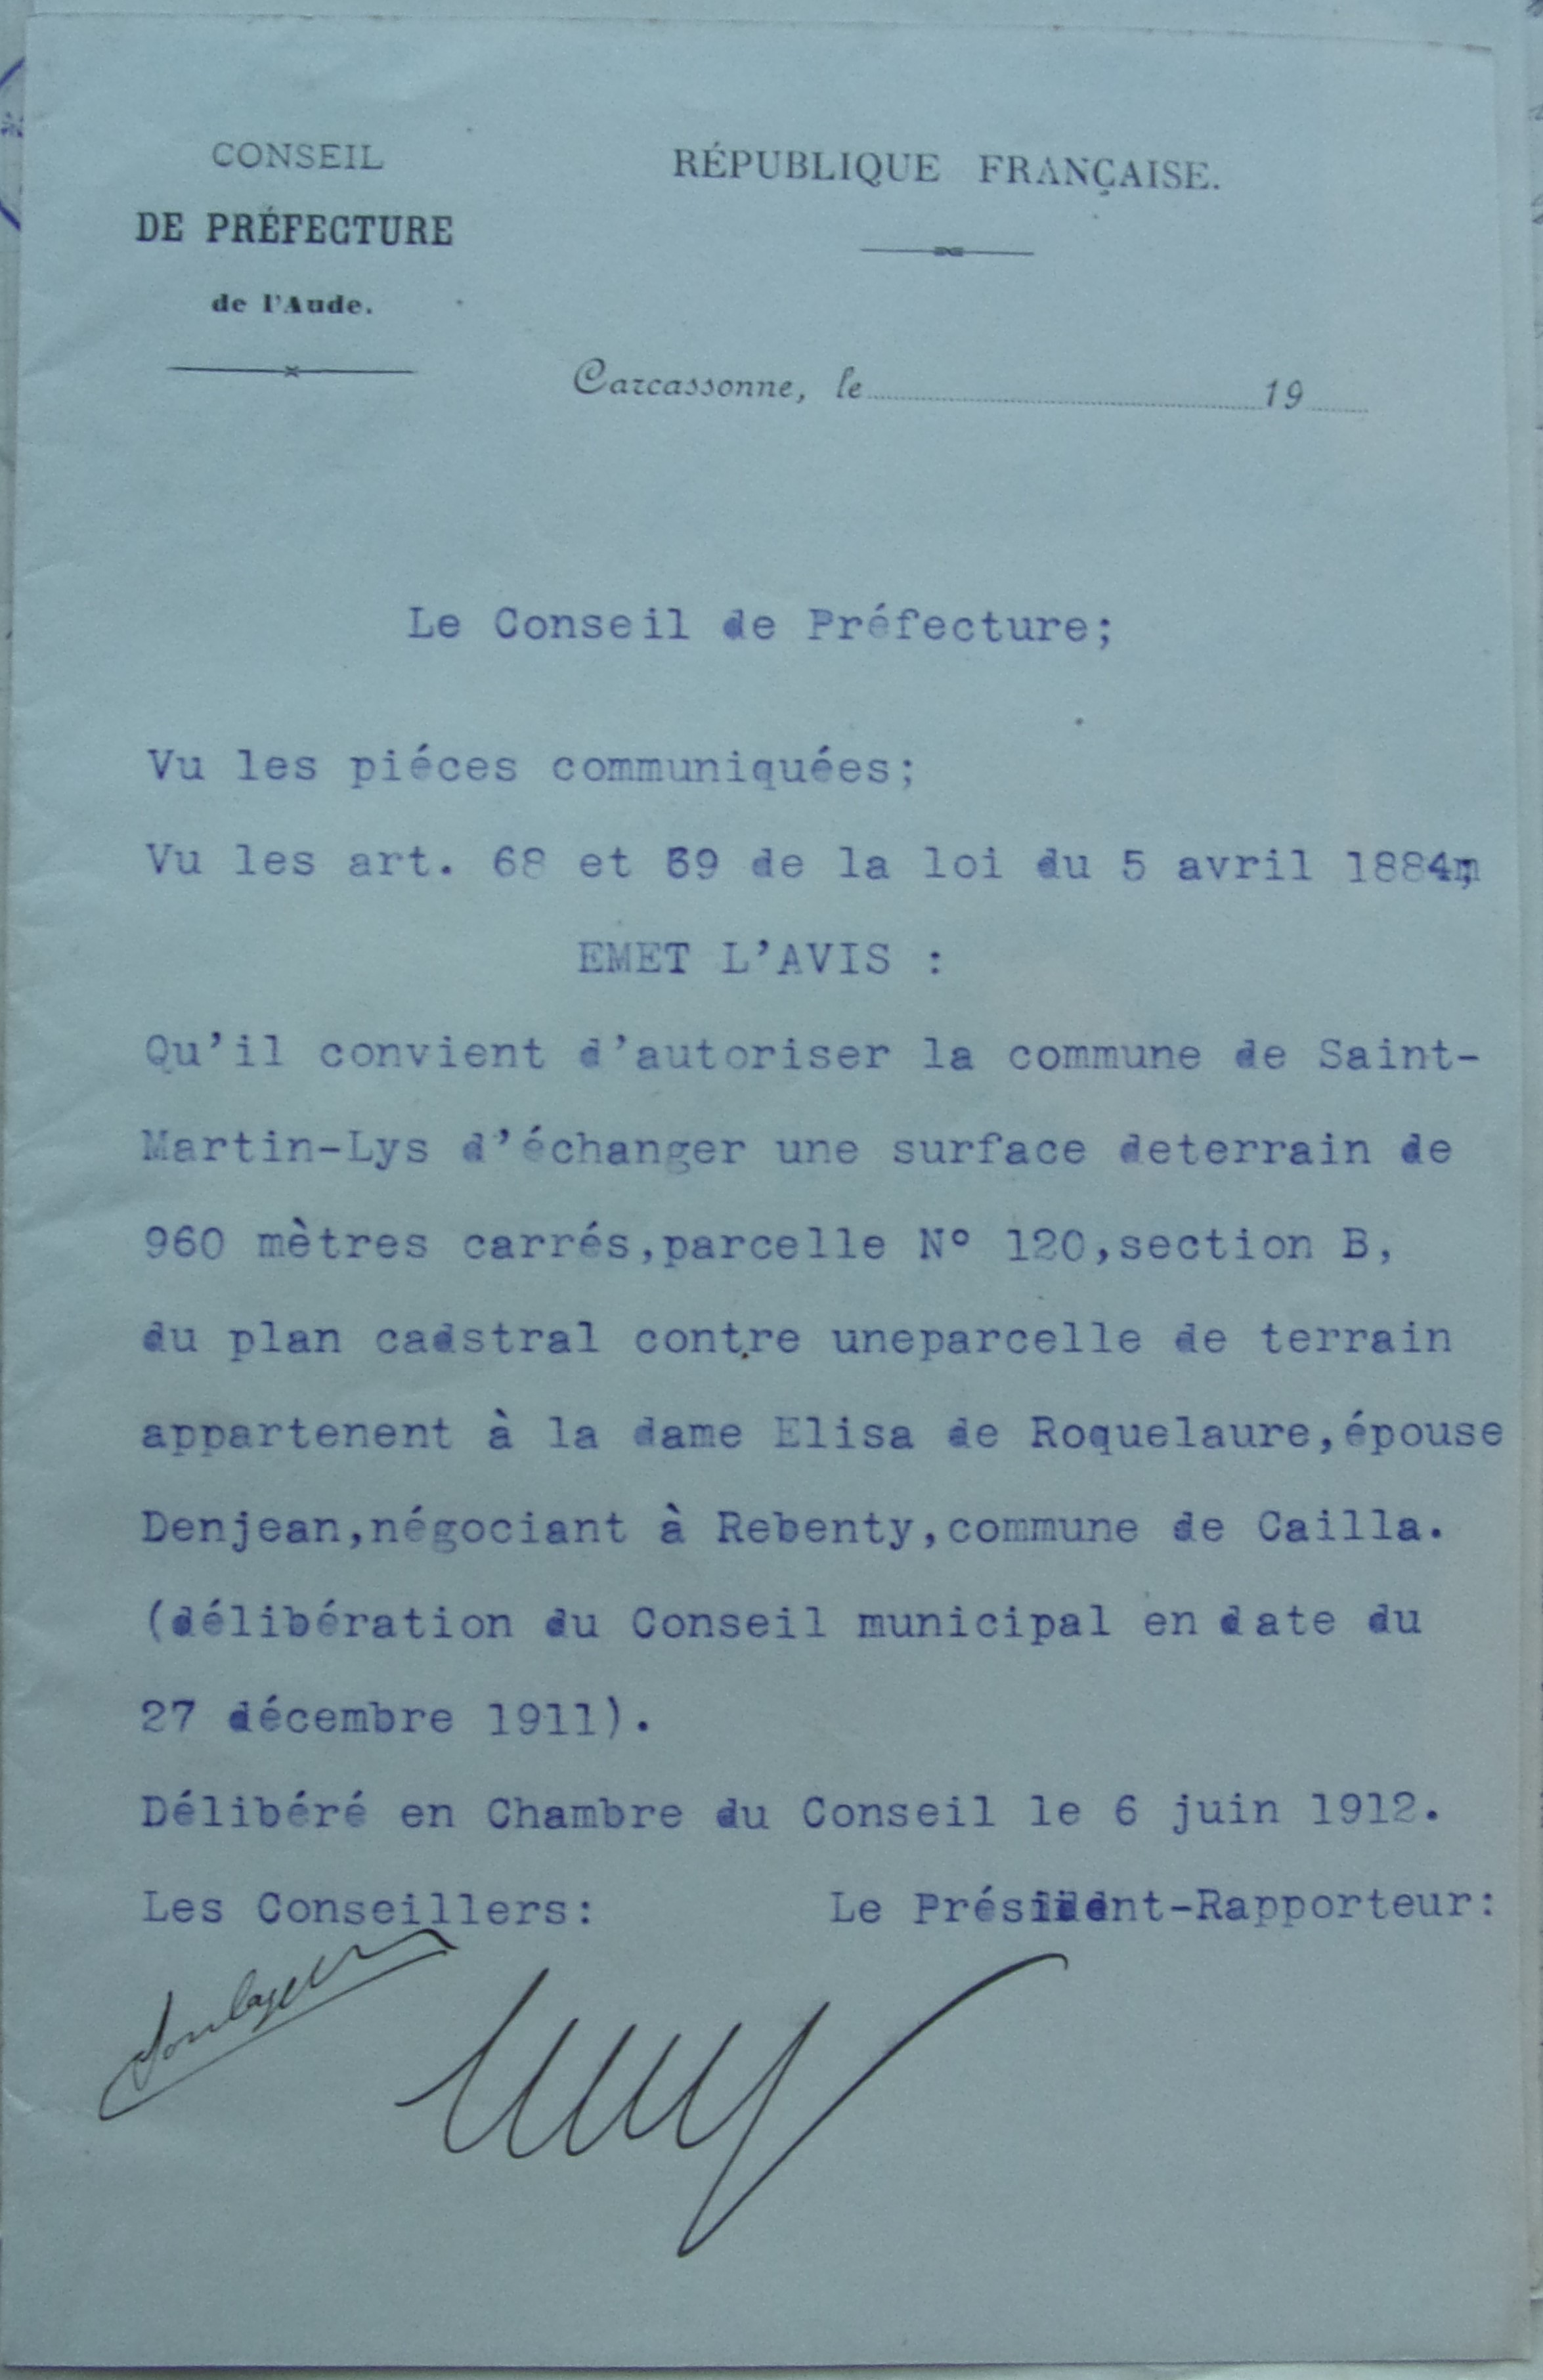 CONSEIL
DE PRÉFECTURE
de l'Aude.
RÉPUBLIQUE FRANÇAISE.
Carcassonne, le 19
Le Conseil de Préfecture;
Vu les piéces communiquées;
Vu les art. 68 et 69 de la loi du 5 avril 1884;
EMET L'AVIS :
Qu'il convient d'autoriser la commune de Saint-
Martin-Lys d'échanger une surface deterrain de
960 mètres carrés,parcelle N° 120,section B,
du plan cadstral contre uneparcelle de terrain
appartenent à la dame Elisa de Roquelaure,épouse
Denjean,négociant à Rebenty,commune de Cailla.
(délibération du Conseil municipal en date du
27 décembre 1911).
Délibéré en Chambre du Conseil le 6 juin 1912.
Les Conseillers: Le Président-Rapporteur: